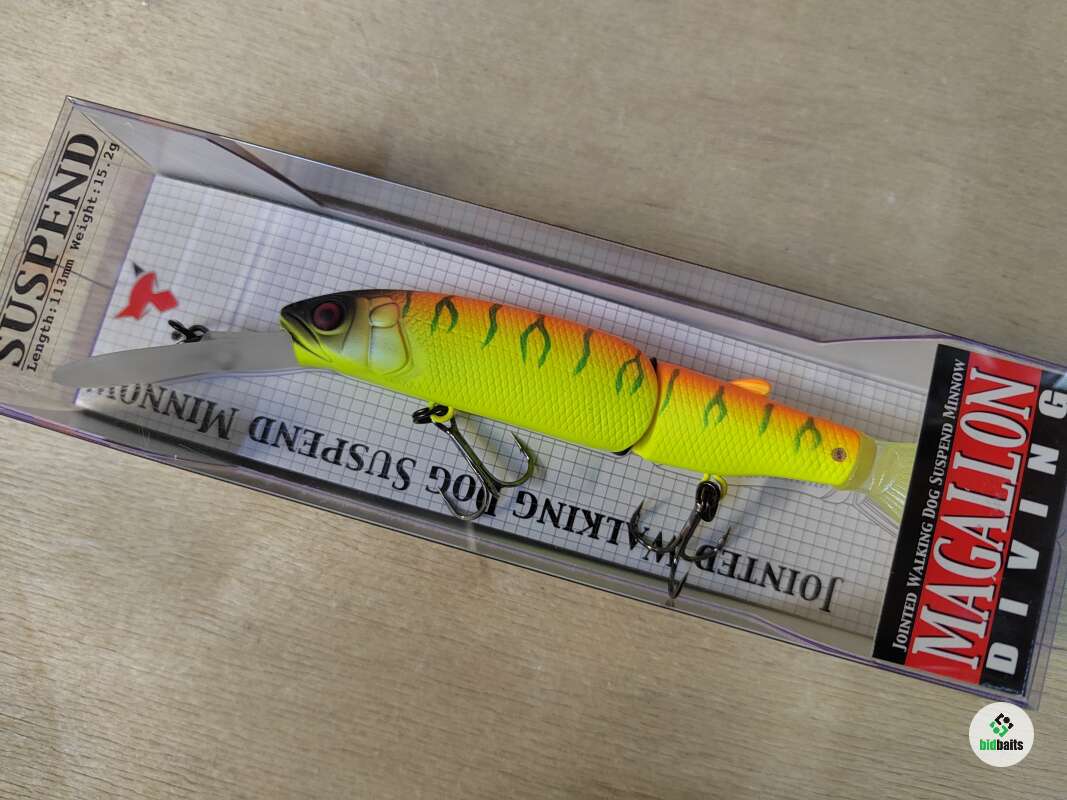 SUSPEND
Length:113mm Weight:15.2g
JOINTED WALKING DOG SUSPEND MINNOW
JOINTED WALKING DOG SUSPEND MINNOW
MAGALLON
DIVING
bidbaits